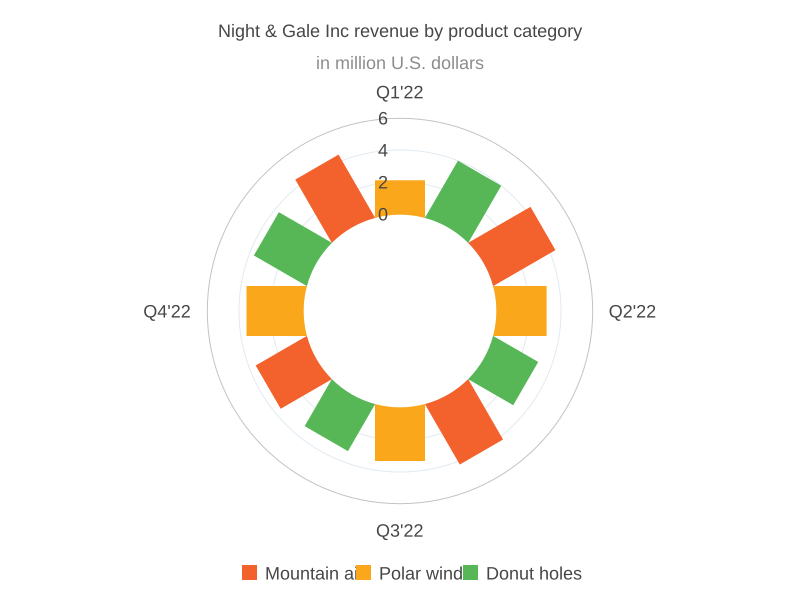 Night & Gale Inc revenue by product category
in million U.S. dollars
Q1'22
6
4
2
0
Q4'22
Q2'22
Q3'22
Mountain ai Polar wind Donut holes